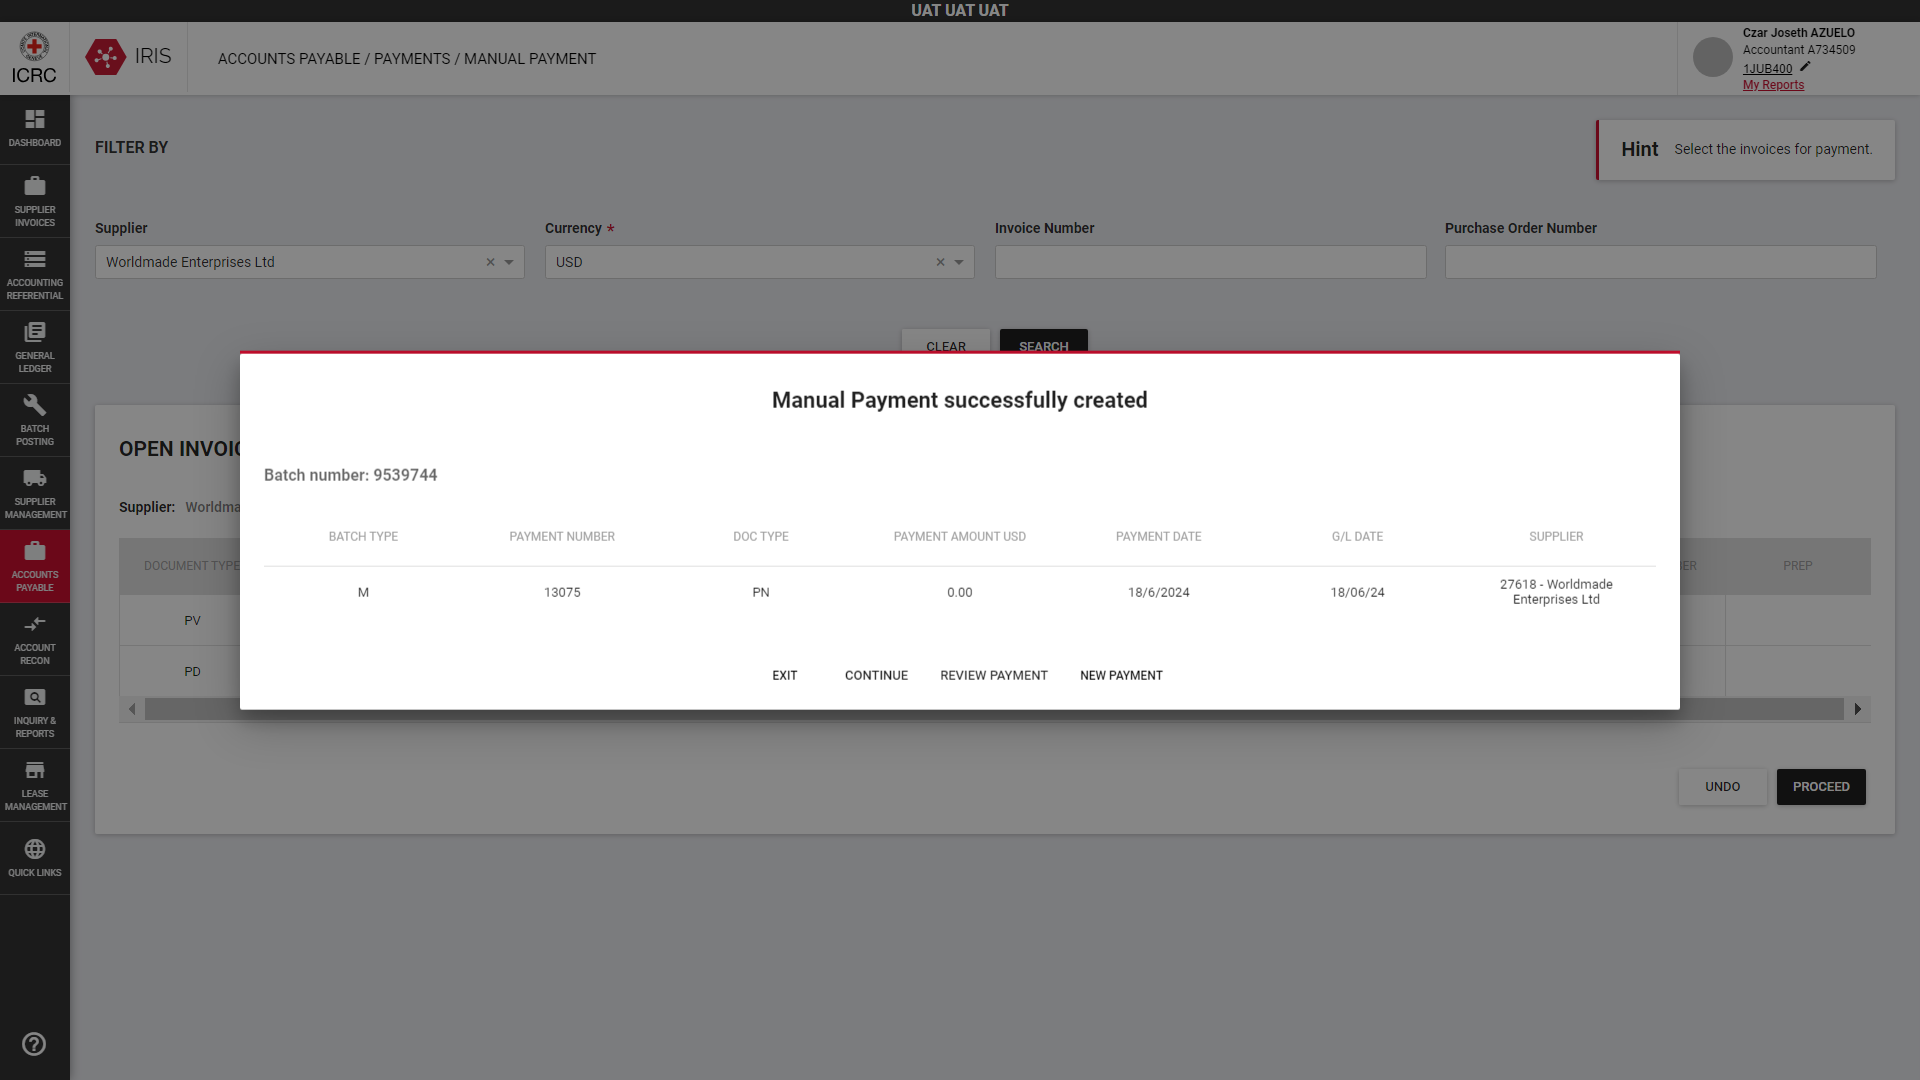 UAT UAT UAT
ICRC
IRIS
ACCOUNTS PAYABLE / PAYMENTS / MANUAL PAYMENT
Czar Joseth AZUELO
Accountant A734509
1JUB400
My Reports
DASHBOARD
SUPPLIER
INVOICES
ACCOUNTING
REFERENTIAL
GENERAL
LEDGER
BATCH
POSTING
SUPPLIER
MANAGEMENT
ACCOUNTS
PAYABLE
ACCOUNT
RECON
INQUIRY &
REPORTS
LEASE
MANAGEMENT
QUICK LINKS
FILTER BY
Hint Select the invoices for payment.
Supplier Currency * Invoice Number Purchase Order Number
Worldmade Enterprises Ltd USD
CLEAR SEARCH
OPEN INVOIC
Supplier: Worldma
DOCUMENT TYPE ER PREP
PV
PD
Manual Payment successfully created
Batch number: 9539744
BATCH TYPE PAYMENT NUMBER DOC TYPE PAYMENT AMOUNT USD PAYMENT DATE G/L DATE SUPPLIER
M 13075 PN 0.00 18/6/2024 18/06/24 27618 - Worldmade
Enterprises Ltd
EXIT CONTINUE REVIEW PAYMENT NEW PAYMENT
UNDO PROCEED